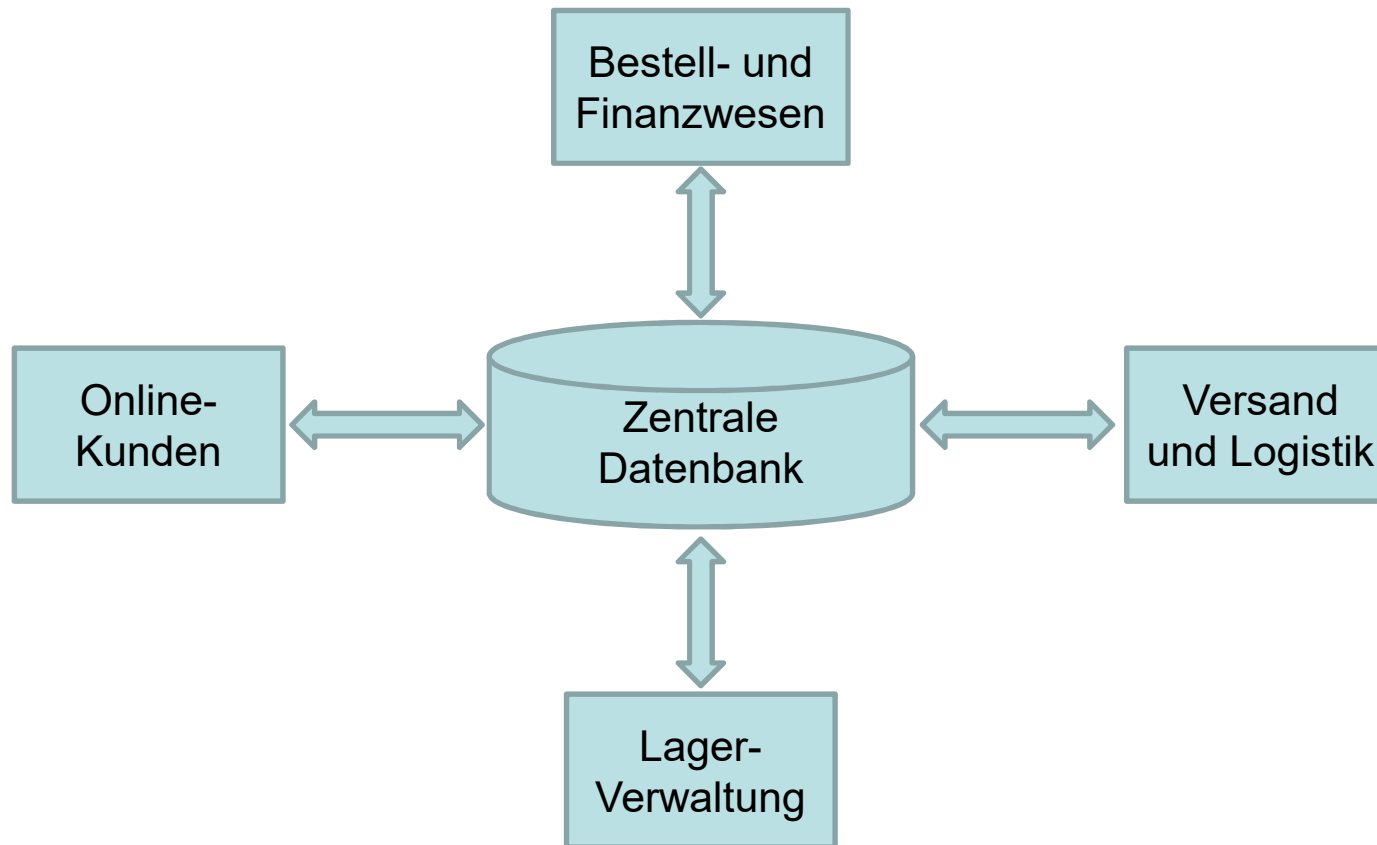 Bestell- und
Finanzwesen
Online-
Kunden
Zentrale
Datenbank
Versand
und Logistik
Lager-
Verwaltung